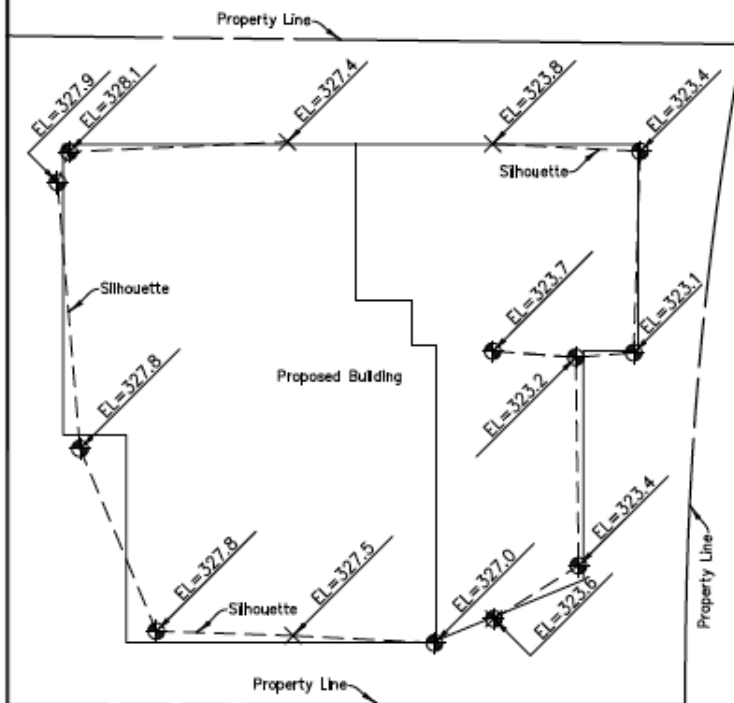 Property Line
EL=327.9
EL=328.1
EL=327.4
EL=323.8
EL=323.4
Silhouette
Silhouette
EL=323.7
EL=323.1
EL=327.8
Proposed Building
EL=323.2
EL=323.4
EL=327.8
EL=327.5
EL=327.0
Silhouette
EL=323.6
Property Line
Property Line